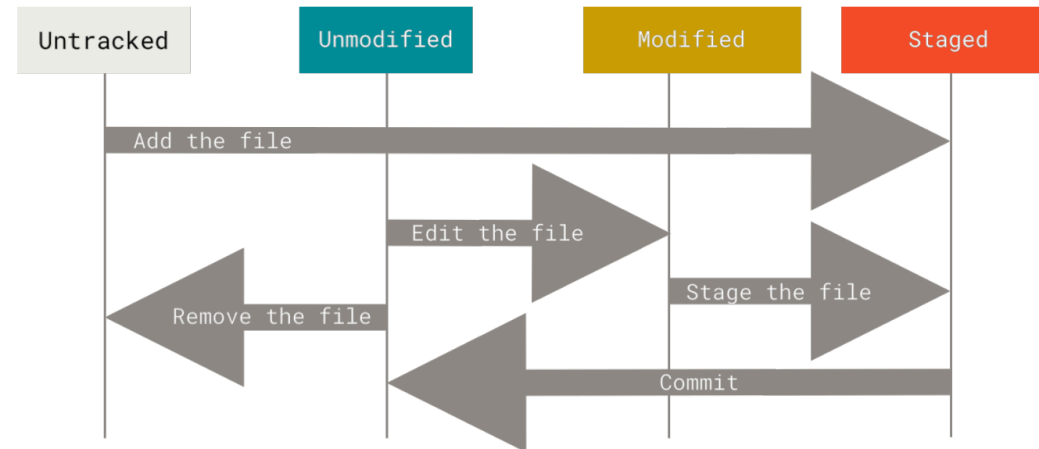 Untracked
Unmodified
Modified
Staged
Add the file
Edit the file
Stage the file
Remove the file
Commit